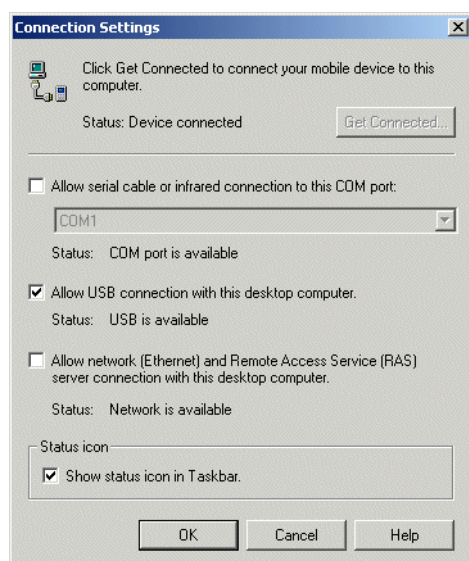 Connection Settings
Click Get Connected to connect your mobile device to this
computer.
Status: Device connected
Get Connected...
Allow serial cable or infrared connection to this COM port:
COM1
Status: COM port is available
Allow USB connection with this desktop computer.
Status: USB is available
Allow network (Ethernet) and Remote Access Service (RAS)
server connection with this desktop computer.
Status: Network is available
Status icon
Show status icon in Taskbar.
OK Cancel Help